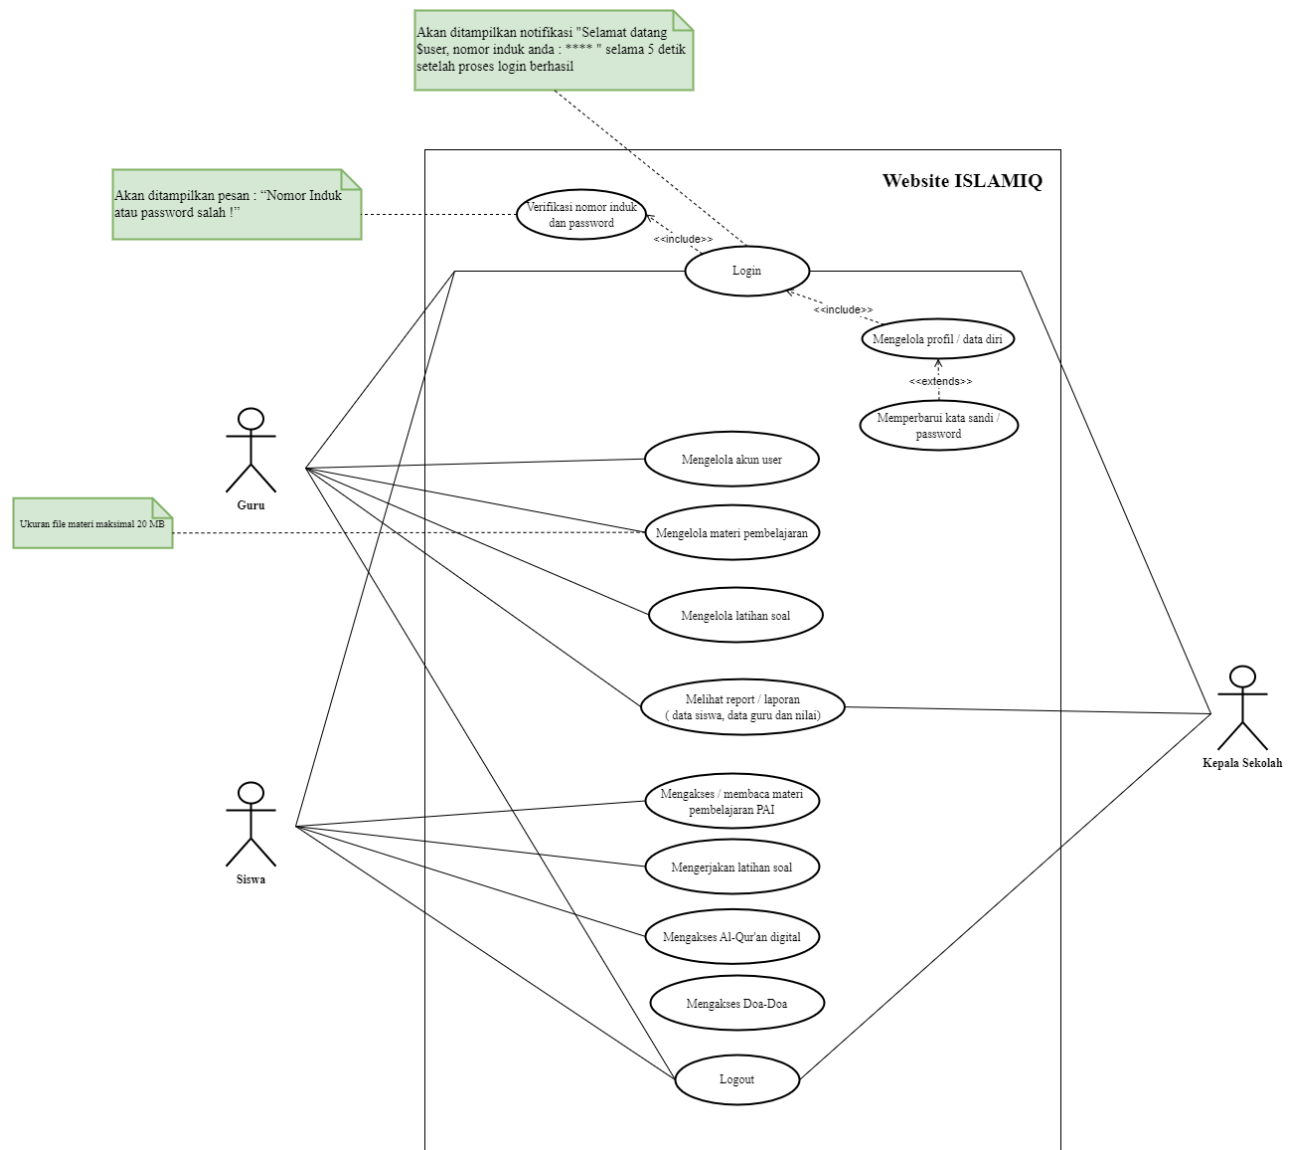 Akan ditampilkan notifikasi "Selamat datang
$user, nomor induk anda : **** " selama 5 detik
setelah proses login berhasil
Website ISLAMIQ
Akan ditampilkan pesan : “Nomor Induk
atau password salah !”
Verifikasi nomor induk
dan password
<<include>>
Login
<<include>>
Mengelola profil / data diri
<<extends>>
Memperbarui kata sandi /
password
Mengelola akun user
Guru
Ukuran file materi maksimal 20 MB
Mengelola materi pembelajaran
Mengelola latihan soal
Melihat report / laporan
( data siswa, data guru dan nilai)
Kepala Sekolah
Mengakses / membaca materi
pembelajaran PAI
Siswa
Mengerjakan latihan soal
Mengakses Al-Qur'an digital
Mengakses Doa-Doa
Logout